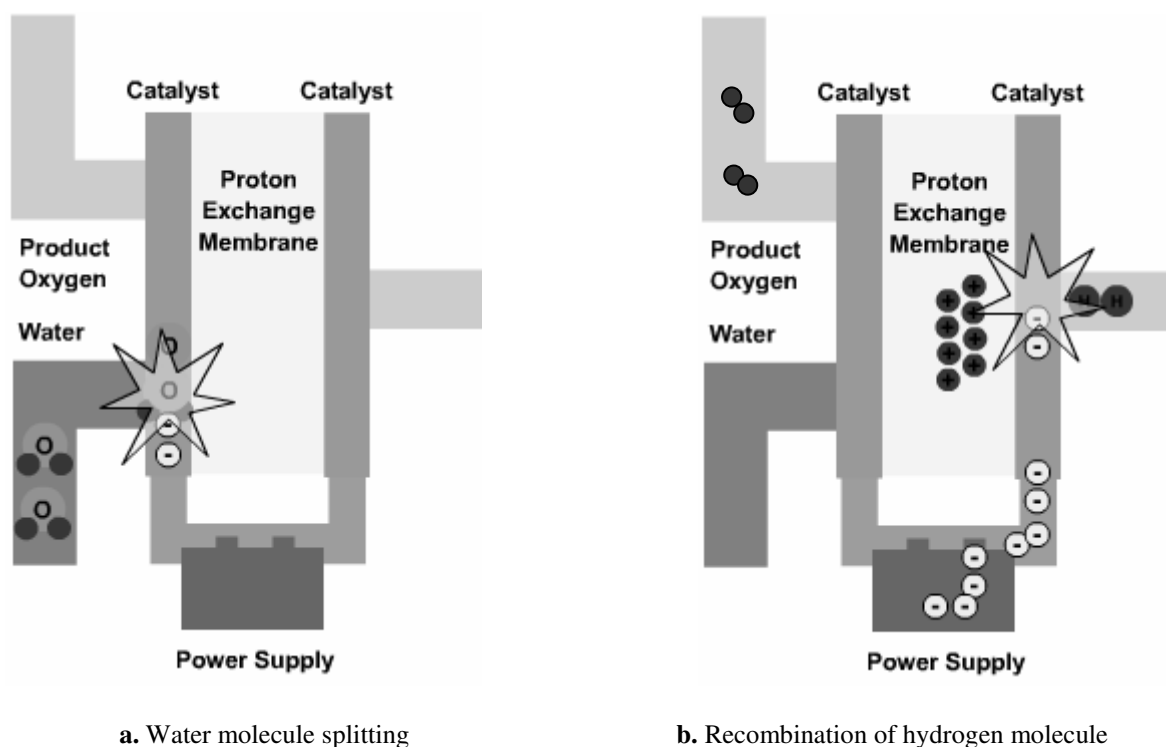 Catalyst
Catalyst
Proton
Exchange
Membrane
Product
Oxygen
Water
O
O
O
O
-
-
Power Supply
a. Water molecule splitting
Catalyst
Catalyst
Proton
Exchange
Membrane
Product
Oxygen
Water
+
+
+
+
+
+
+
+
H H
-
-
-
-
-
-
-
-
- -
Power Supply
b. Recombination of hydrogen molecule